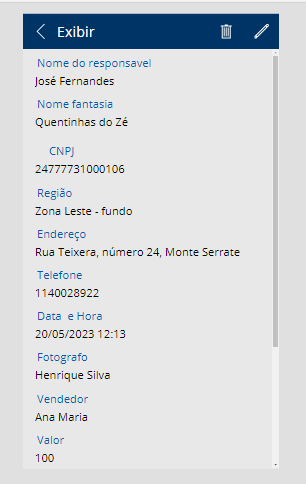 Exibir
Nome do responsavel
José Fernandes
Nome fantasia
Quentinhas do Zé
CNPJ
24777731000106
Região
Zona Leste - fundo
Endereço
Rua Teixera, número 24, Monte Serrate
Telefone
1140028922
Data e Hora
20/05/2023 12:13
Fotografo
Henrique Silva
Vendedor
Ana Maria
Valor
100